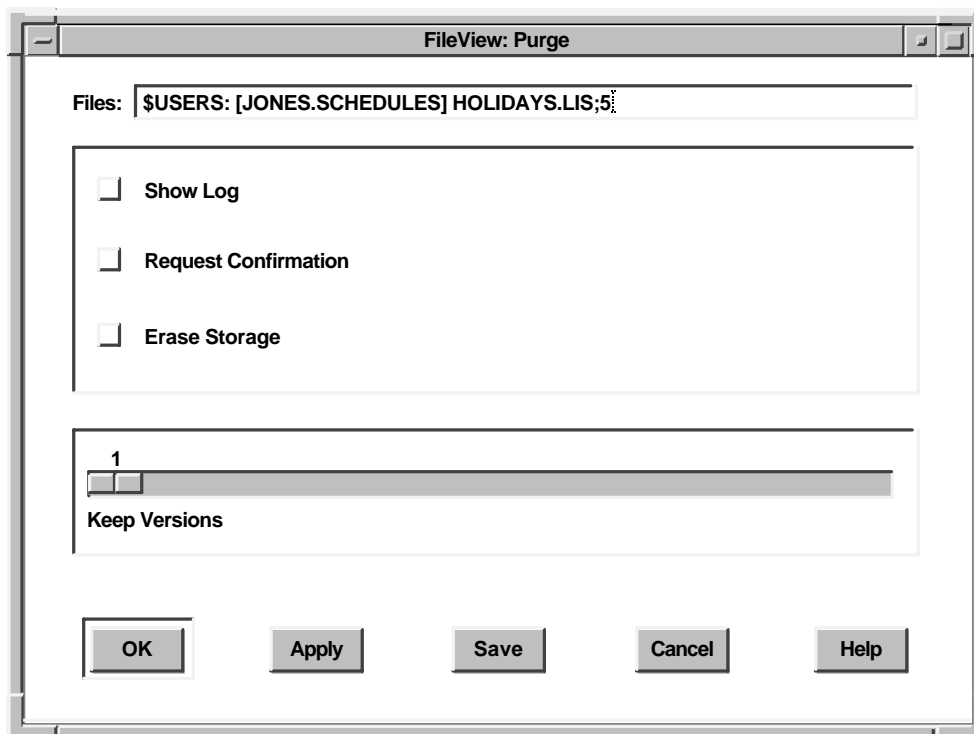 FileView: Purge
Files: $USERS: [JONES.SCHEDULES] HOLIDAYS.LIS;5
Show Log
Request Confirmation
Erase Storage
1
Keep Versions
OK Apply Save Cancel Help